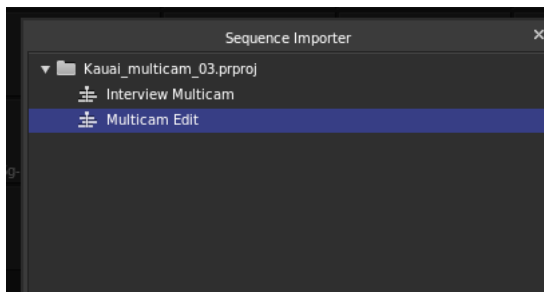 Sequence Importer
Kauai_multicam_03.prproj
Interview Multicam
Multicam Edit
g-